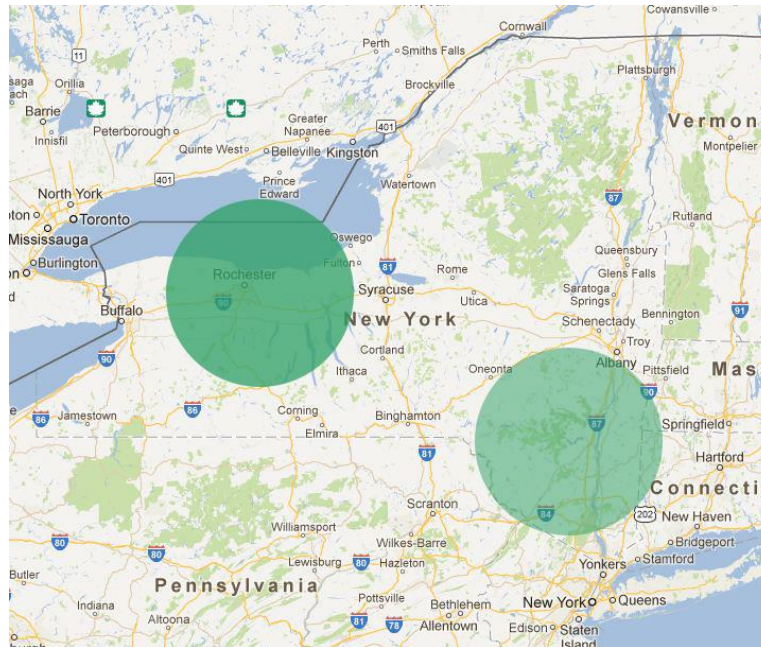 Cornwall
Cowansville
11
Perth
Smiths Falls
Orillia
Plattsburgh
Brockville
Barrie
Innisfil
Peterborough
Greater
Napanee
401
Vermon
Montpelier
Quinte West
Belleville
Kingston
401
Prince
Edward
Watertown
North York
Toronto
87
Rutland
Mississauga
Burlington
Oswego
Fulton
Queensbury
Glens Falls
81
Rome
Rochester
Syracuse
Utica
Saratoga
Springs
90
Buffalo
New York
Bennington
91
Schenectady
Troy
Albany
90
Cortland
Ithaca
Oneonta
Pittsfield
Mas
90
86
86
Jamestown
Corning
Elmira
Binghamton
87
Springfield
81
Hartford
Connecti
Scranton
84
202
New Haven
Williamsport
80
80
Wilkes-Barre
Bridgeport
Stamford
Butler
Lewisburg
80
Hazleton
Yonkers
Pennsylvania
Indiana
Altoona
Pottsville
81
78
Bethlehem
Allentown
New York
Queens
Edison
Staten
Island